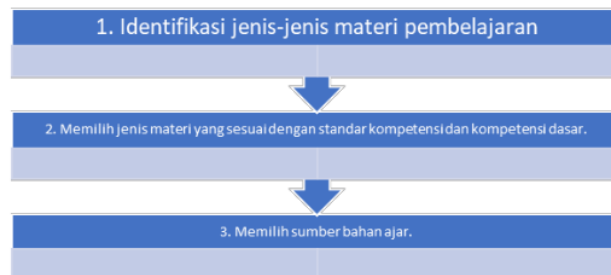 1. Identifikasi jenis-jenis materi pembelajaran
2. Memilih jenis materi yang sesuai dengan standar kompetensi dan kompetensi dasar.
3. Memilih sumber bahan ajar.